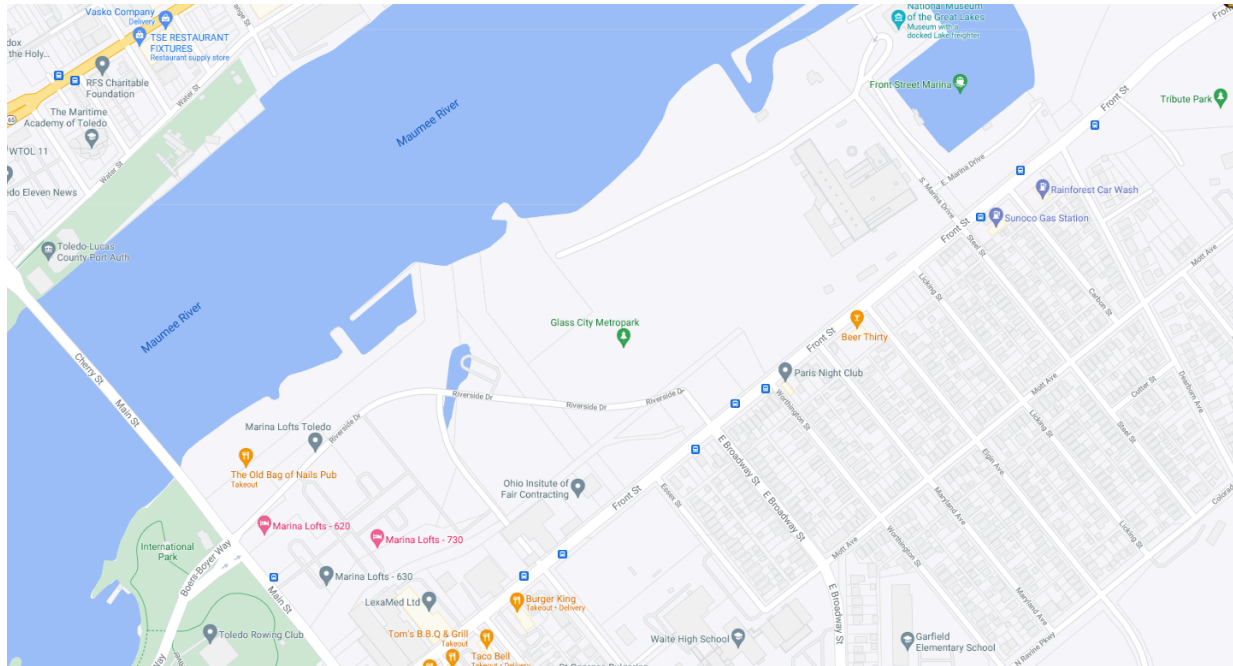 Vasko Company
Delivery
TSE RESTAURANT
FIXTURES
Restaurant supply store
RFS Charitable
Foundation
The Maritime
Academy of Toledo
WTOL 11
Water St
Water St
Toledo-Lucas
County Port Auth
Maumee River
Maumee River
National Museum
of the Great Lakes
Museum with a
docked Lake freighter
Front Street Marina
Tribute Park
Front St
E. Marina Drive
S. Marina Drive
Rainforest Car Wash
Sunoco Gas Station
Front St
Steel St
Licking St
Carbon St
Mott Ave
Glass City Metropark
Beer Thirty
Front St
Paris Night Club
Cherry St
Main St
Riverside Dr
Riverside Dr
Riverside Dr
Riverside Dr
Worthington St
Mott Ave
Cutter St
Dearborn Ave
Steel St
Licking St
Elgin Ave
Marina Lofts Toledo
The Old Bag of Nails Pub
Takeout
E Broadway St
E Broadway St
Ohio Insitute of
Fair Contracting
Front St
Essex St
Maryland Ave
Licking St
Marina Lofts - 620
Marina Lofts - 730
International
Park
Boers-Boyer Way
Main St
Marina Lofts - 630
LexaMed Ltd
Burger King
Takeout • Delivery
Tom's B.B.Q & Grill
Takeout
Taco Bell
Takeout • Delivery
Toledo Rowing Club
Way
Waite High School
Mott Ave
Worthington St
E Broadway St
Maryland Ave
N Ravine Pkwy
Garfield
Elementary School